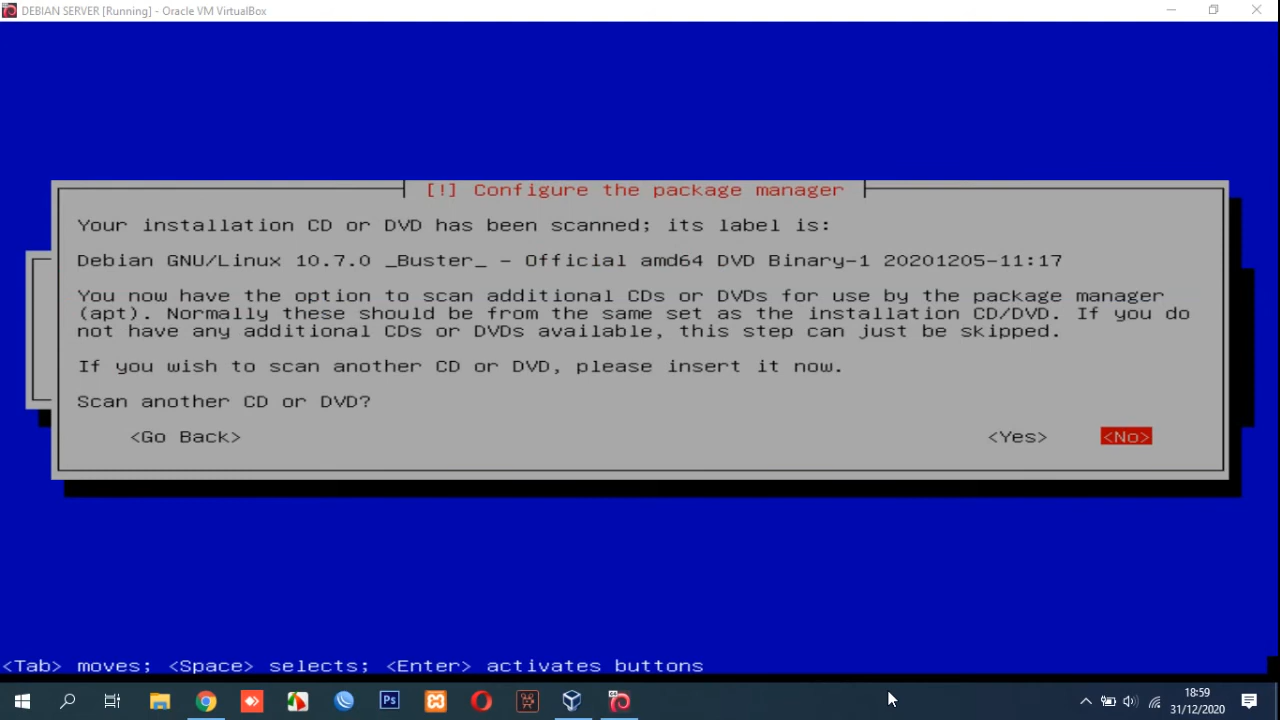 DEBIAN SERVER [Running] - Oracle VM VirtualBox
[!] Configure the package manager
Your installation CD or DVD has been scanned; its label is:
Debian GNU/Linux 10.7.0 _Buster_ - Official amd64 DVD Binary-1 20201205-11:17
You now have the option to scan additional CDs or DVDs for use by the package manager
(apt). Normally these should be from the same set as the installation CD/DVD. If you do
not have any additional CDs or DVDs available, this step can just be skipped.
If you wish to scan another CD or DVD, please insert it now.
Scan another CD or DVD?
<Go Back> <Yes> <No>
<Tab> moves; <Space> selects; <Enter> activates buttons
Ps
18:59
31/12/2020